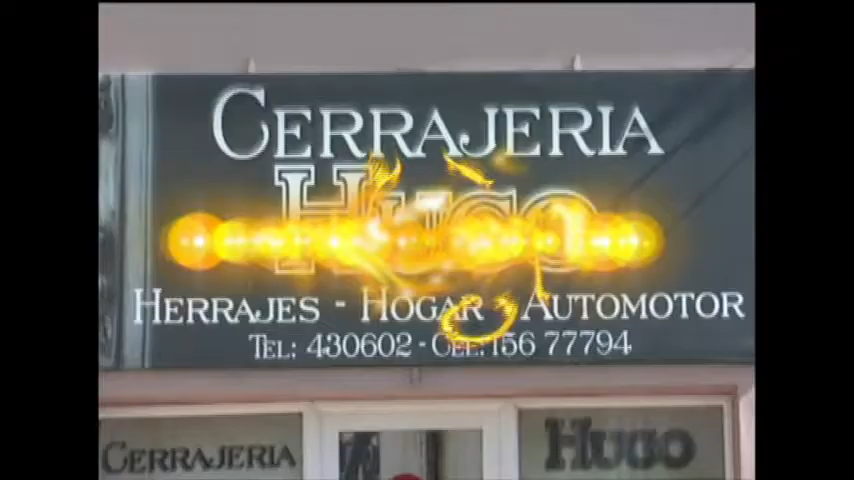 CERRAJERIA
HUGO
HERRAJES - HOGAR - AUTOMOTOR
TEL: 430602 - CEL: 156 77794
CERRAJERIA
HUGO